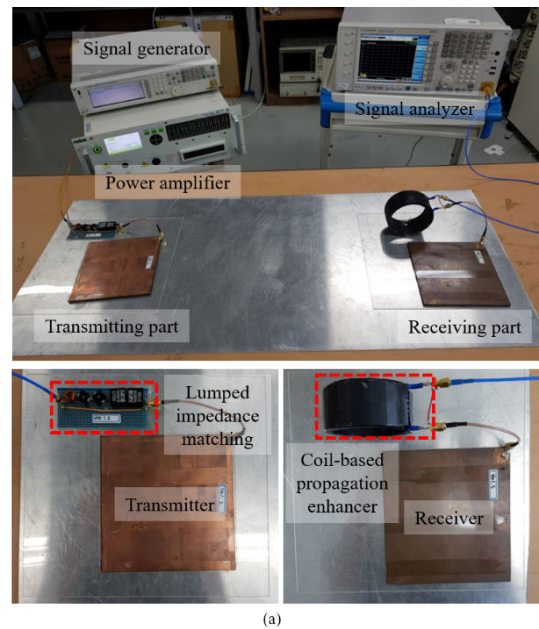 Signal generator
Signal analyzer
Power amplifier
Transmitting part
Receiving part
Lumped
impedance
matching
Transmitter
Coil-based
propagation
enhancer
Receiver
(a)